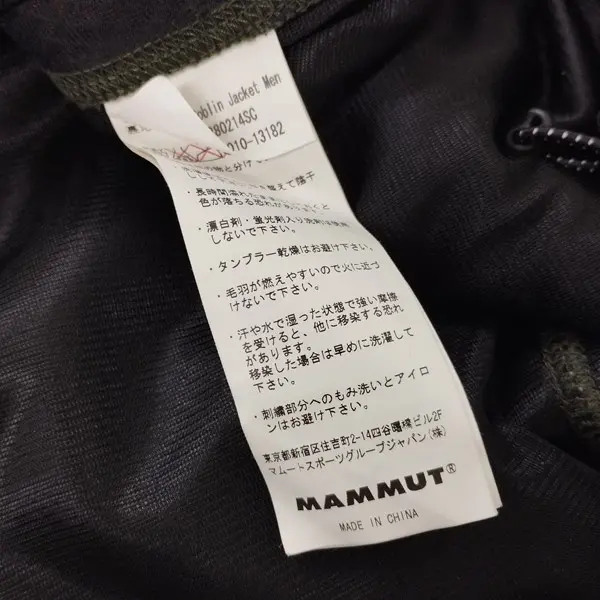 oblin Jacket Men
280214SC
010-13182
・長時間
色が落ちる恐れが
・漂白剤・蛍光剤入り洗剤
しないで下さい。
・タンブラー乾燥はお避け下さい。
・毛羽が燃えやすいので火に近づ
けないで下さい。
・汗や水で湿った状態で強い摩擦
を受けると、他に移染する恐れ
があります。
移染した場合は早めに洗濯して
下さい。
・刺繍部分へのもみ洗いとアイロ
ンはお避け下さい。
東京都新宿区住吉町2-14四谷曙橋ビル2F
マムートスポーツグループジャパン(株)
MAMMUT®
MADE IN CHINA